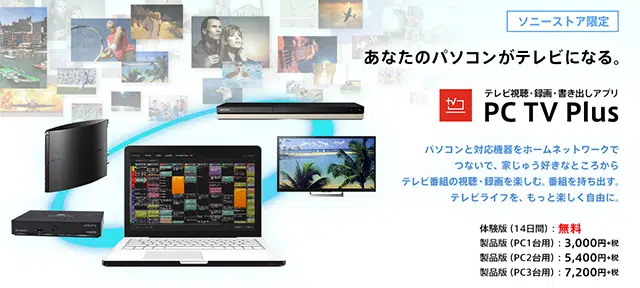 ソニーストア限定
あなたのパソコンがテレビになる。
テレビ視聴・録画・書き出しアプリ
PC TV Plus
パソコンと対応機器をホームネットワークで
つないで、家じゅう好きなところから
テレビ番組の視聴・録画を楽しむ。番組を持ち出す。
テレビライフを、もっと楽しく自由に。
体験版 (14日間) : 無料
製品版 (PC1台用) : 3,000円+税
製品版 (PC2台用) : 5,400円+税
製品版 (PC3台用) : 7,200円+税